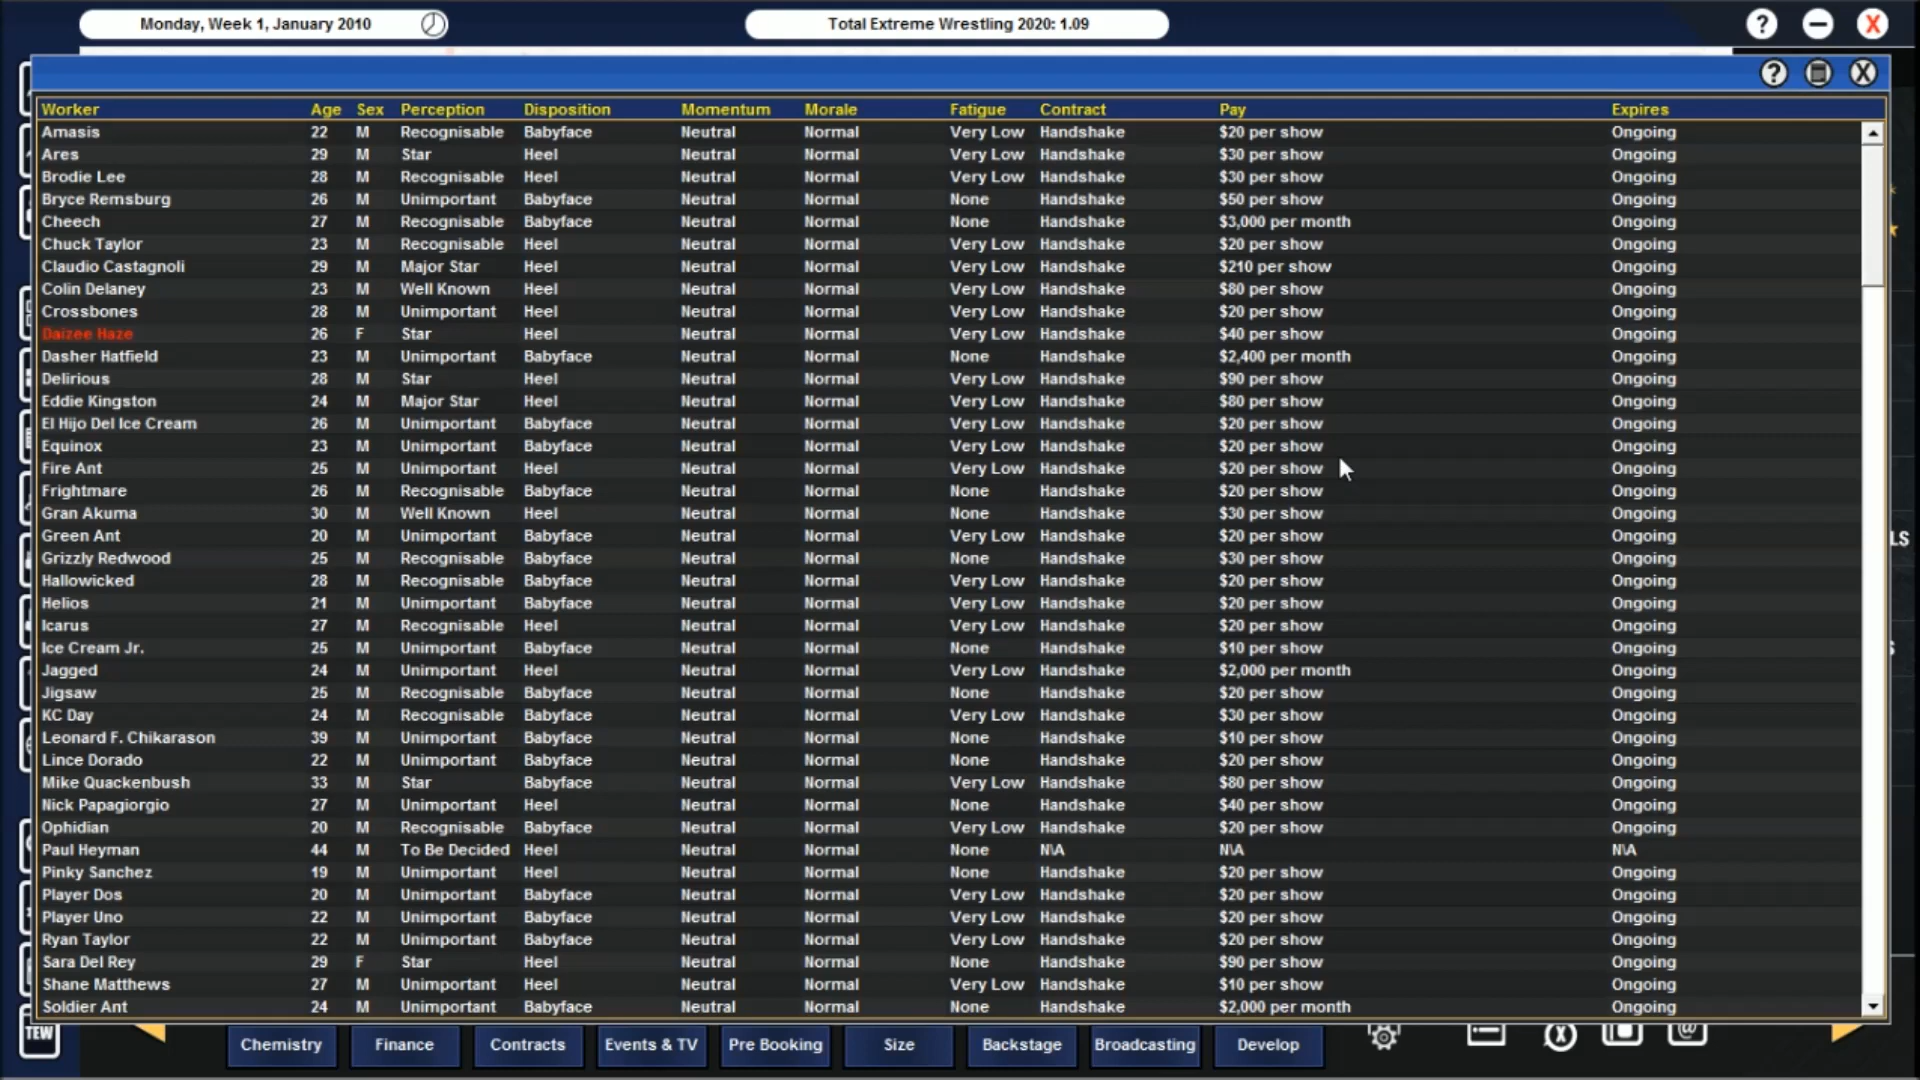 Monday, Week 1, January 2010
Total Extreme Wrestling 2020: 1.09
Worker Age Sex Perception Disposition Momentum Morale Fatigue Contract Pay Expires
Amasis 22 M Recognisable Babyface Neutral Normal Very Low Handshake $20 per show Ongoing
Ares 29 M Star Heel Neutral Normal Very Low Handshake $30 per show Ongoing
Brodie Lee 28 M Recognisable Heel Neutral Normal Very Low Handshake $30 per show Ongoing
Bryce Remsburg 26 M Unimportant Babyface Neutral Normal None Handshake $50 per show Ongoing
Cheech 27 M Recognisable Babyface Neutral Normal None Handshake $3,000 per month Ongoing
Chuck Taylor 23 M Recognisable Heel Neutral Normal Very Low Handshake $20 per show Ongoing
Claudio Castagnoli 29 M Major Star Heel Neutral Normal Very Low Handshake $210 per show Ongoing
Colin Delaney 23 M Well Known Heel Neutral Normal Very Low Handshake $80 per show Ongoing
Crossbones 28 M Unimportant Heel Neutral Normal Very Low Handshake $20 per show Ongoing
Daizee Haze 26 F Star Heel Neutral Normal Very Low Handshake $40 per show Ongoing
Dasher Hatfield 23 M Unimportant Babyface Neutral Normal None Handshake $2,400 per month Ongoing
Delirious 28 M Star Heel Neutral Normal Very Low Handshake $90 per show Ongoing
Eddie Kingston 24 M Major Star Heel Neutral Normal Very Low Handshake $80 per show Ongoing
El Hijo Del Ice Cream 26 M Unimportant Babyface Neutral Normal Very Low Handshake $20 per show Ongoing
Equinox 23 M Unimportant Babyface Neutral Normal Very Low Handshake $20 per show Ongoing
Fire Ant 25 M Unimportant Heel Neutral Normal Very Low Handshake $20 per show Ongoing
Frightmare 26 M Recognisable Babyface Neutral Normal None Handshake $20 per show Ongoing
Gran Akuma 30 M Well Known Heel Neutral Normal None Handshake $30 per show Ongoing
Green Ant 20 M Unimportant Babyface Neutral Normal Very Low Handshake $20 per show Ongoing
Grizzly Redwood 25 M Recognisable Babyface Neutral Normal None Handshake $30 per show Ongoing
Hallowicked 28 M Recognisable Babyface Neutral Normal Very Low Handshake $20 per show Ongoing
Helios 21 M Unimportant Babyface Neutral Normal Very Low Handshake $20 per show Ongoing
Icarus 27 M Recognisable Heel Neutral Normal Very Low Handshake $20 per show Ongoing
Ice Cream Jr. 25 M Unimportant Babyface Neutral Normal None Handshake $10 per show Ongoing
Jagged 24 M Unimportant Heel Neutral Normal Very Low Handshake $2,000 per month Ongoing
Jigsaw 25 M Recognisable Babyface Neutral Normal None Handshake $20 per show Ongoing
KC Day 24 M Recognisable Babyface Neutral Normal Very Low Handshake $30 per show Ongoing
Leonard F. Chikarason 39 M Unimportant Babyface Neutral Normal None Handshake $10 per show Ongoing
Lince Dorado 22 M Unimportant Babyface Neutral Normal None Handshake $20 per show Ongoing
Mike Quackenbush 33 M Star Babyface Neutral Normal Very Low Handshake $80 per show Ongoing
Nick Papagiorgio 27 M Unimportant Heel Neutral Normal None Handshake $40 per show Ongoing
Ophidian 20 M Recognisable Babyface Neutral Normal Very Low Handshake $20 per show Ongoing
Paul Heyman 44 M To Be Decided Heel Neutral Normal None N\A N\A N\A
Pinky Sanchez 19 M Unimportant Heel Neutral Normal None Handshake $20 per show Ongoing
Player Dos 20 M Unimportant Babyface Neutral Normal Very Low Handshake $20 per show Ongoing
Player Uno 22 M Unimportant Babyface Neutral Normal Very Low Handshake $20 per show Ongoing
Ryan Taylor 22 M Unimportant Babyface Neutral Normal Very Low Handshake $20 per show Ongoing
Sara Del Rey 29 F Star Heel Neutral Normal None Handshake $90 per show Ongoing
Shane Matthews 27 M Unimportant Heel Neutral Normal Very Low Handshake $10 per show Ongoing
Soldier Ant 24 M Unimportant Babyface Neutral Normal None Handshake $2,000 per month Ongoing
TEW Chemistry Finance Contracts Events & TV Pre Booking Size Backstage Broadcasting Develop